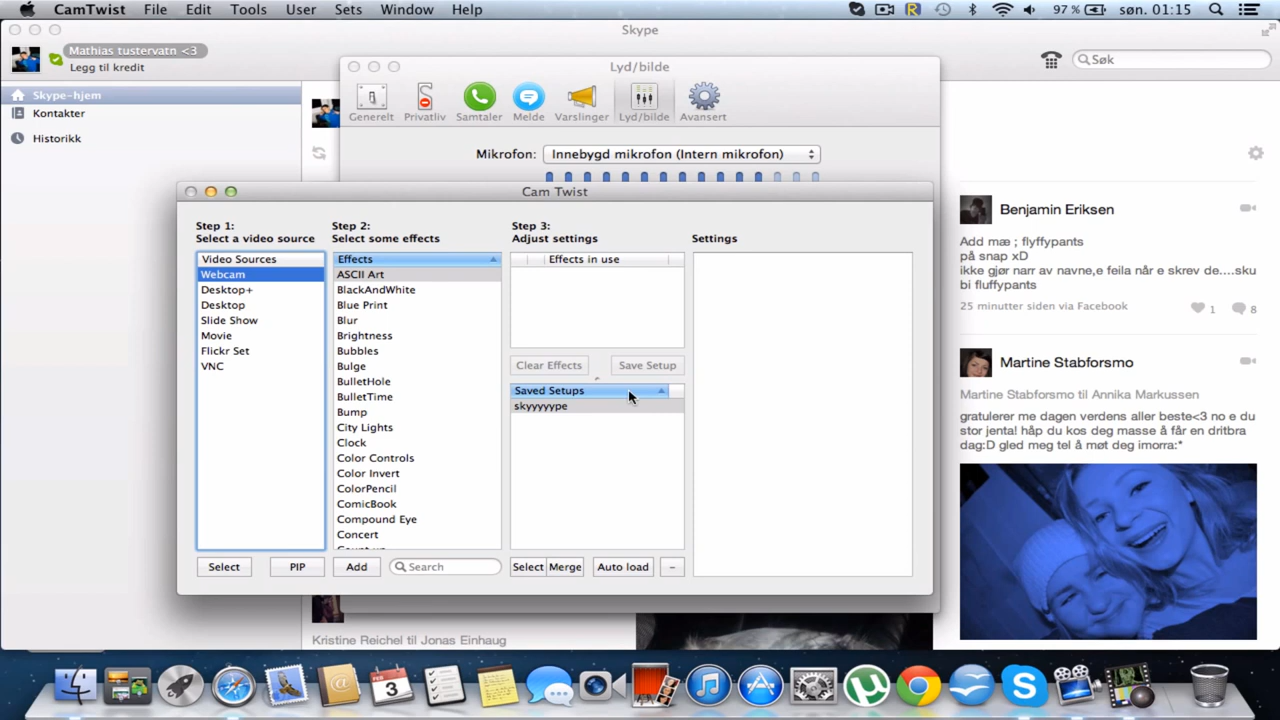 CamTwist File Edit Tools User Sets Window Help 97 % søn. 01:15
Skype
Mathias tustervatn <3
Legg til kredit
Søk
Skype-hjem
Kontakter
Historikk
Lyd/bilde
Generelt Privatliv Samtaler Melde Varslinger Lyd/bilde Avansert
Mikrofon: Innebygd mikrofon (Intern mikrofon)
Cam Twist
Step 1:
Select a video source
Video Sources
Webcam
Desktop+
Desktop
Slide Show
Movie
Flickr Set
VNC
Select PIP
Step 2:
Select some effects
Effects
ASCII Art
BlackAndWhite
Blue Print
Blur
Brightness
Bubbles
Bulge
BulletHole
BulletTime
Bump
City Lights
Clock
Color Controls
Color Invert
ColorPencil
ComicBook
Compound Eye
Concert
Add Search
Step 3:
Adjust settings
Effects in use
Clear Effects Save Setup
Saved Setups
skyyyyype
Select Merge Auto load -
Settings
Benjamin Eriksen
Add mæ ; flyffypants
på snap xD
ikke gjør narr av navne,e feila når e skrev de....sku
bi fluffypants
25 minutter siden via Facebook 1 8
Martine Stabforsmo
Martine Stabforsmo til Annika Markussen
gratulerer me dagen verdens aller beste<3 no e du
stor jenta! håp du kos deg masse å får en dritbra
dag:D gled meg tel å møt deg imorra:*
Kristine Reichel til Jonas Einhaug
FEB
3